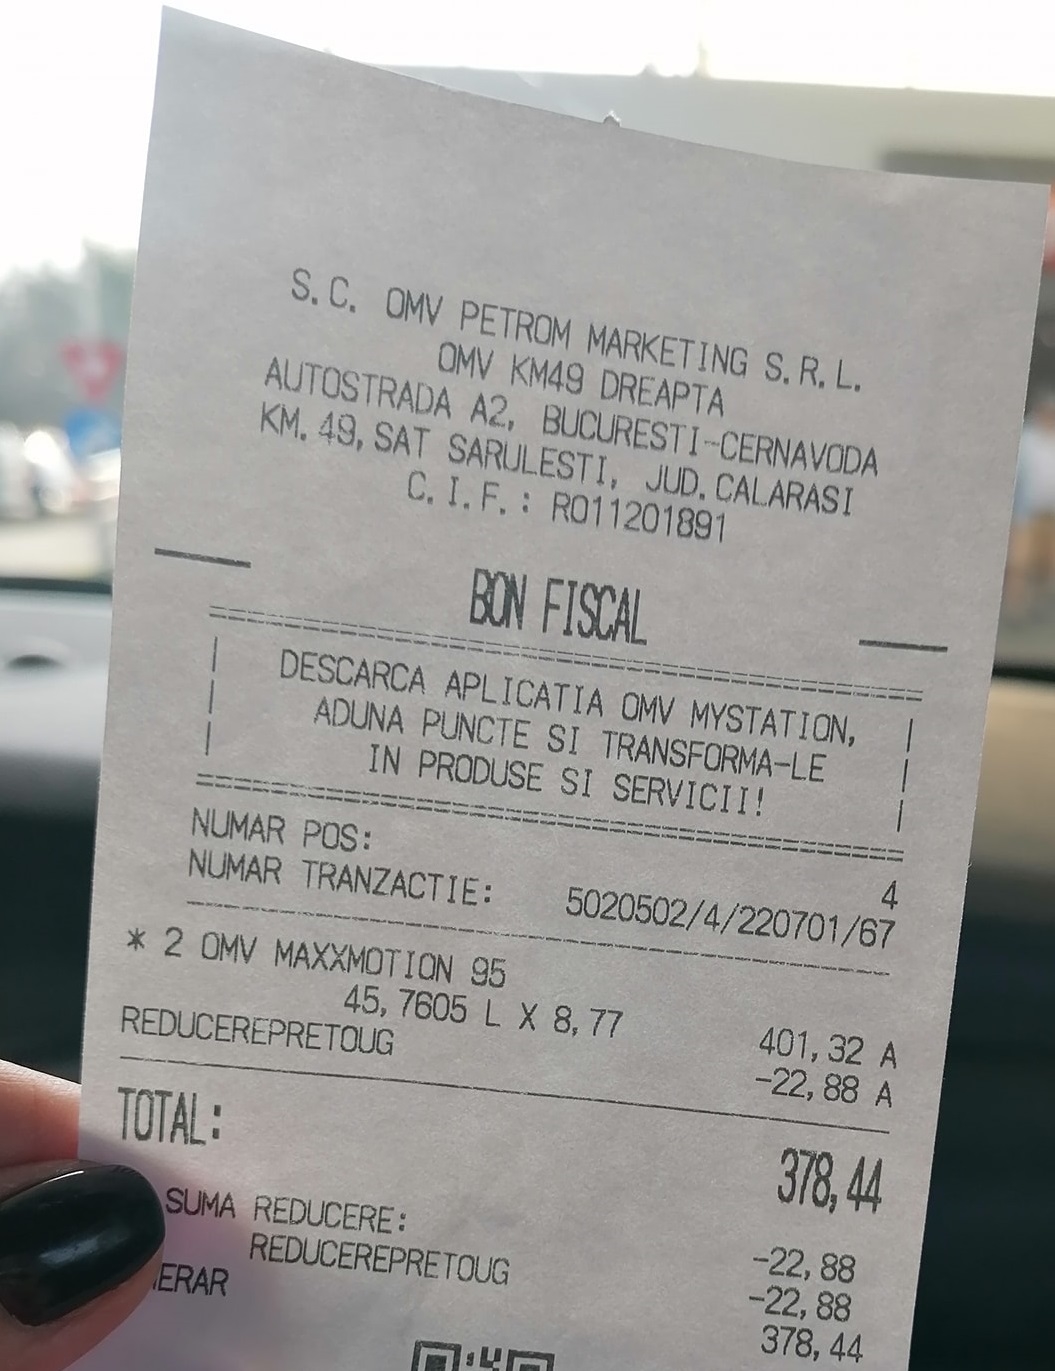 S.C. OMV PETROM MARKETING S.R.L.
OMV KM49 DREAPTA
AUTOSTRADA A2, BUCURESTI-CERNAVODA
KM. 49, SAT SARULESTI, JUD. CALARASI
C.I.F.: RO11201891
BON FISCAL
DESCARCA APLICATIA OMV MYSTATION,
ADUNA PUNCTE SI TRANSFORMA-LE
IN PRODUSE SI SERVICII!
NUMAR POS: 4
NUMAR TRANZACTIE: 5020502/4/220701/67
* 2 OMV MAXXMOTION 95
45,7605 L X 8,77 401,32 A
REDUCEREPRETOUG -22,88 A
TOTAL: 378,44
SUMA REDUCERE: -22,88
REDUCEREPRETOUG -22,88
378,44